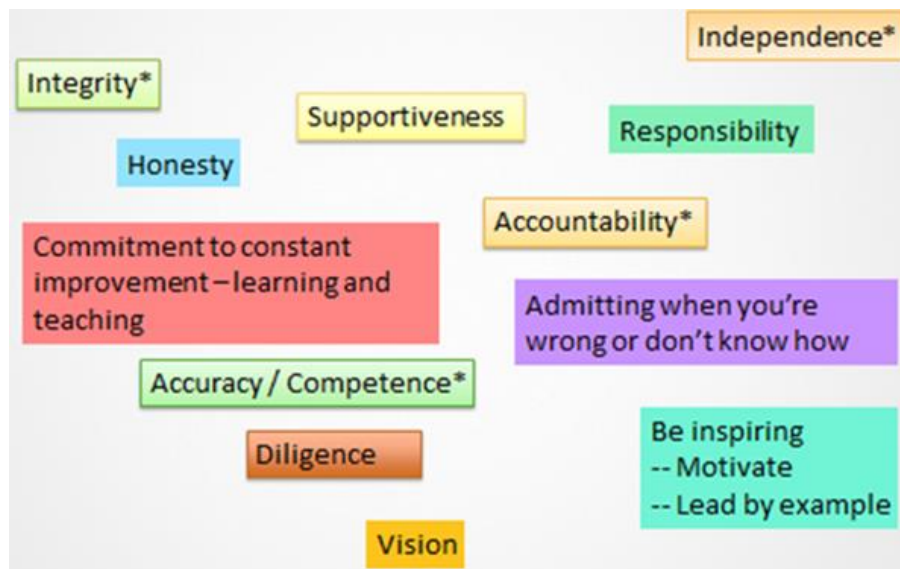 Independence*
Integrity*
Supportiveness
Responsibility
Honesty
Accountability*
Commitment to constant
improvement – learning and
teaching
Admitting when you're
wrong or don't know how
Accuracy / Competence*
Diligence
Be inspiring
-- Motivate
-- Lead by example
Vision